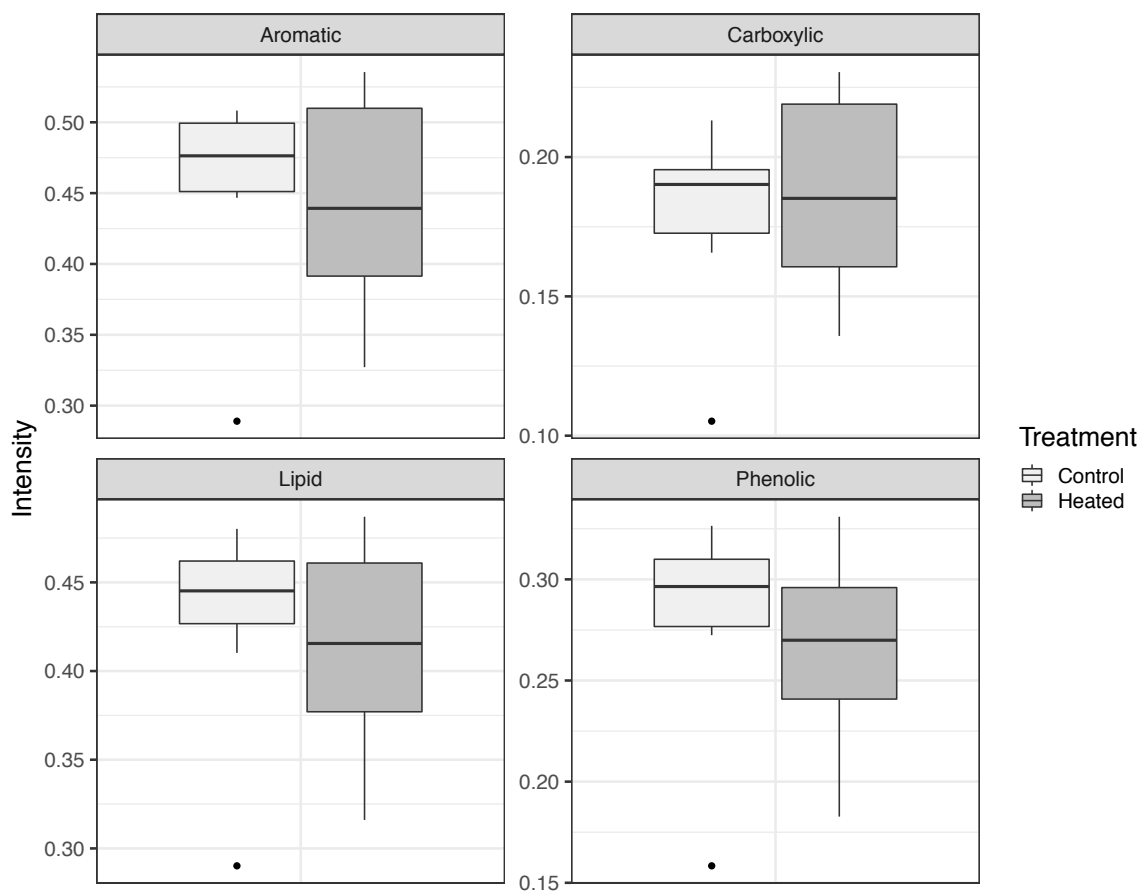 Aromatic
Carboxylic
0.50
0.45
0.40
0.35
0.30
0.20
0.15
0.10
Intensity
Lipid
Phenolic
0.45
0.40
0.35
0.30
0.30
0.25
0.20
0.15
Treatment
Control
Heated